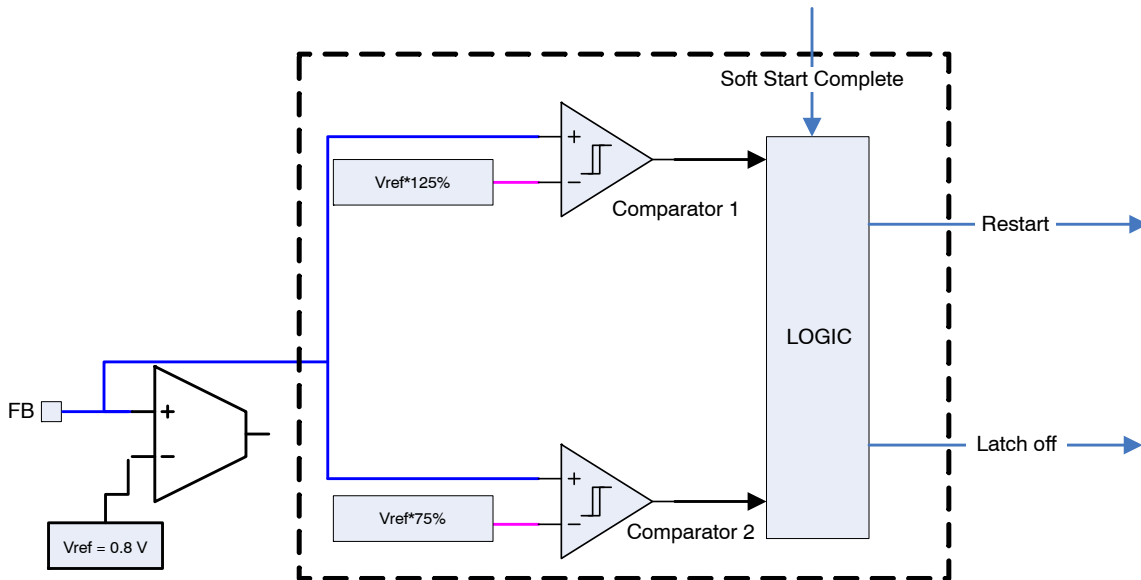 Soft Start Complete
+
Vref*125%
−
Comparator 1
Restart
LOGIC
FB
+
−
Vref = 0.8 V
Latch off
+
Vref*75%
−
Comparator 2